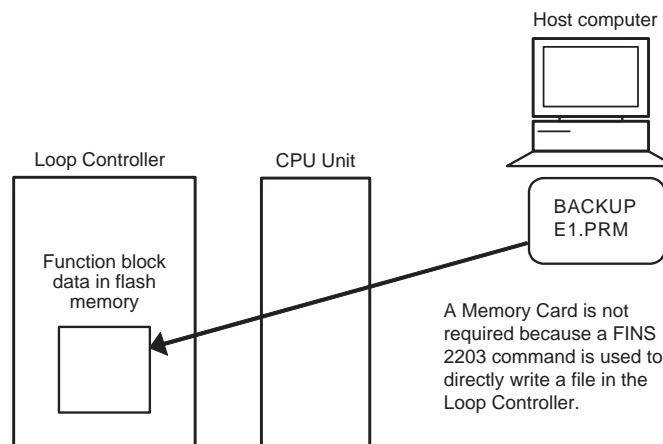 Host computer
Loop Controller
CPU Unit
BACKUP
E1.PRM
Function block
data in flash
memory
A Memory Card is not
required because a FINS
2203 command is used to
directly write a file in the
Loop Controller.